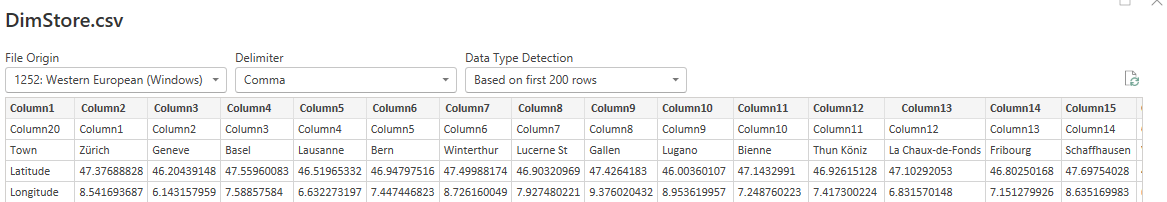 DimStore.csv
File Origin Delimiter Data Type Detection
1252: Western European (Windows) Comma Based on first 200 rows
Column1 Column2 Column3 Column4 Column5 Column6 Column7 Column8 Column9 Column10 Column11 Column12 Column13 Column14 Column15
Column20 Column1 Column2 Column3 Column4 Column5 Column6 Column7 Column8 Column9 Column10 Column11 Column12 Column13 Column14
Town Zürich Geneve Basel Lausanne Bern Winterthur Lucerne St Gallen Lugano Bienne Thun Köniz La Chaux-de-Fonds Fribourg Schaffhausen
Latitude 47.37688828 46.20439148 47.55960083 46.51965332 46.94797516 47.49988174 46.90320969 47.4264183 46.00360107 47.1432991 46.92615128 47.10292053 46.80250168 47.69754028
Longitude 8.541693687 6.143157959 7.58857584 6.632273197 7.447446823 8.726160049 7.927480221 9.376020432 8.953619957 7.248760223 7.417300224 6.831570148 7.151279926 8.635169983